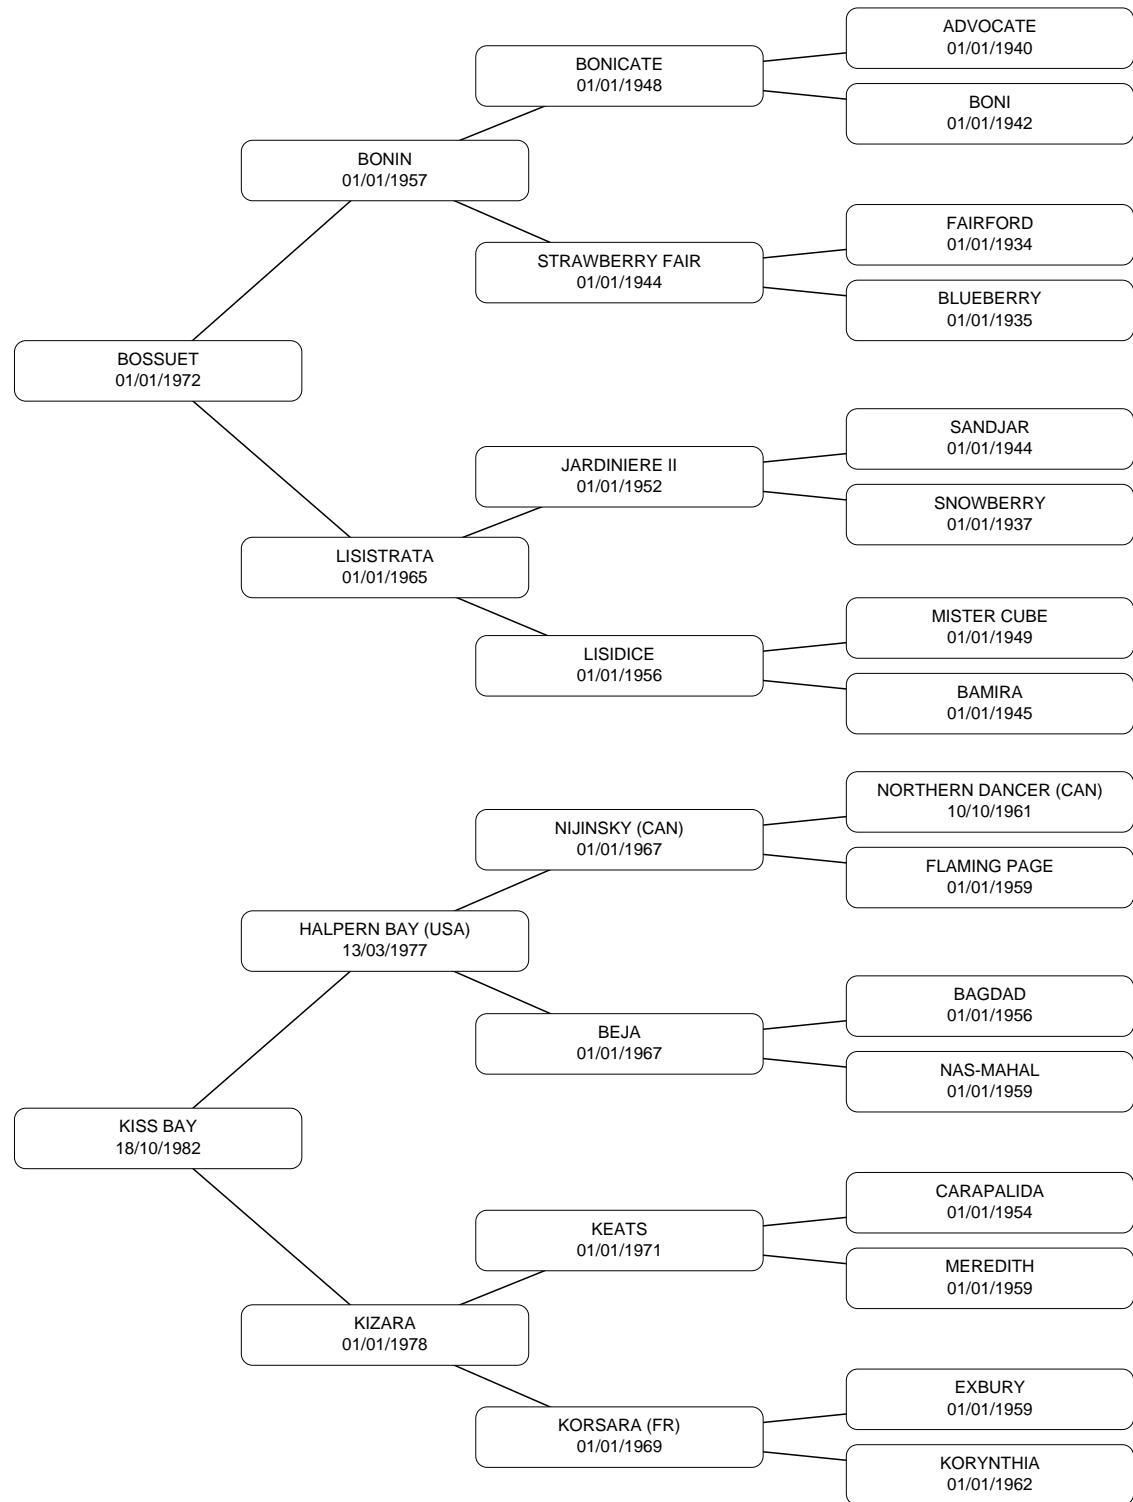 ADVOCATE
01/01/1940
BONICATE
01/01/1948
BONI
01/01/1942
BONIN
01/01/1957
FAIRFORD
01/01/1934
STRAWBERRY FAIR
01/01/1944
BLUEBERRY
01/01/1935
BOSSUET
01/01/1972
SANDJAR
01/01/1944
JARDINIERE II
01/01/1952
SNOWBERRY
01/01/1937
LISISTRATA
01/01/1965
MISTER CUBE
01/01/1949
LISIDICE
01/01/1956
BAMIRA
01/01/1945
NORTHERN DANCER (CAN)
10/10/1961
NIJINSKY (CAN)
01/01/1967
FLAMING PAGE
01/01/1959
HALPERN BAY (USA)
13/03/1977
BAGDAD
01/01/1956
BEJA
01/01/1967
NAS-MAHAL
01/01/1959
KISS BAY
18/10/1982
CARAPALIDA
01/01/1954
KEATS
01/01/1971
MEREDITH
01/01/1959
KIZARA
01/01/1978
EXBURY
01/01/1959
KORSARA (FR)
01/01/1969
KORYNTHIA
01/01/1962